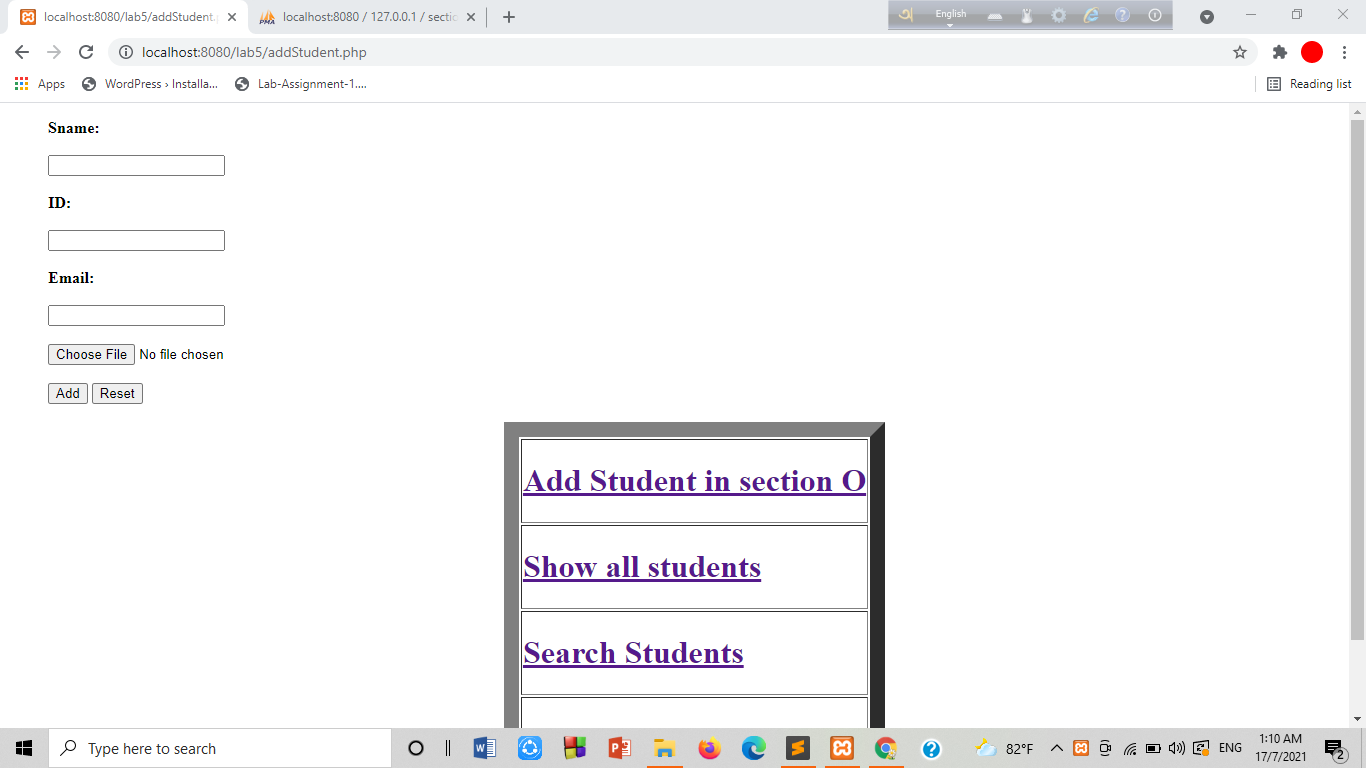 localhost:8080/lab5/addStudent.
localhost:8080 / 127.0.0.1 / sectio
English
localhost:8080/lab5/addStudent.php
Apps
WordPress › Installa...
Lab-Assignment-1....
Reading list
Sname:
ID:
Email:
Choose File No file chosen
Add Reset
Add Student in section O
Show all students
Search Students
Type here to search
82°F
ENG
1:10 AM
17/7/2021
2